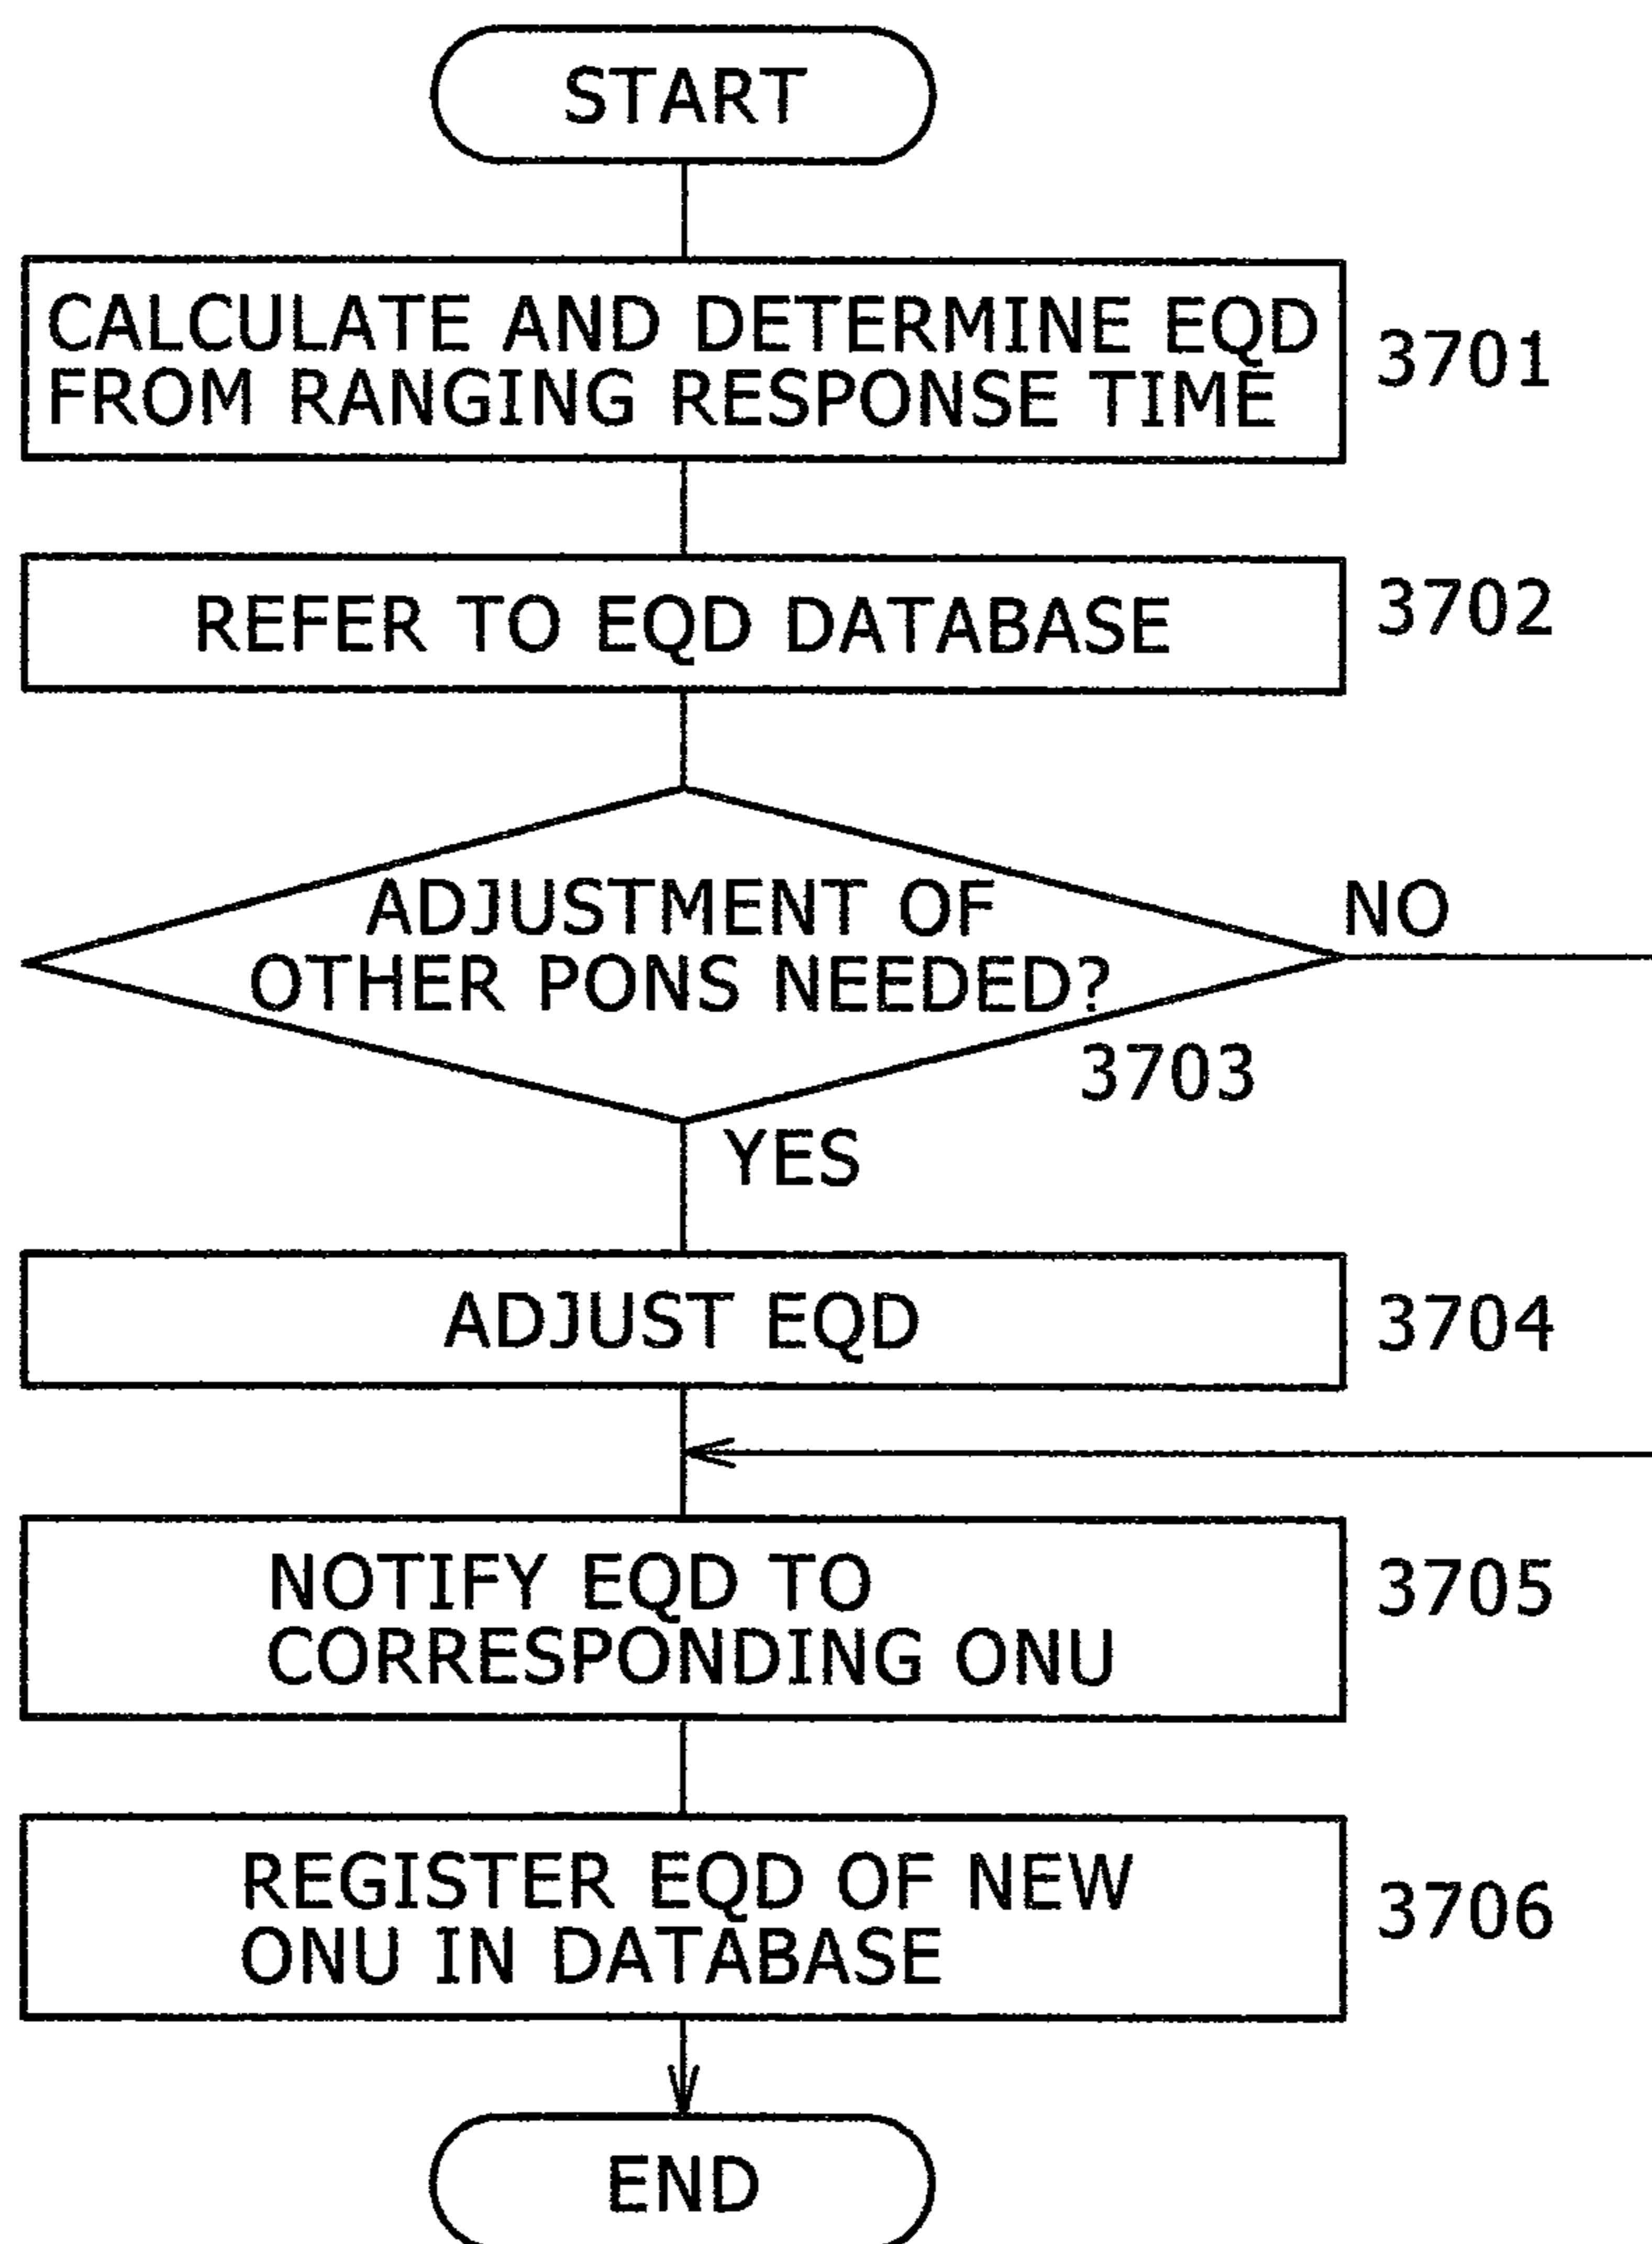 START
CALCULATE AND DETERMINE EQD
FROM RANGING RESPONSE TIME
3701
REFER TO EQD DATABASE
3702
ADJUSTMENT OF
OTHER PONS NEEDED?
NO
3703
YES
ADJUST EQD
3704
NOTIFY EQD TO
CORRESPONDING ONU
3705
REGISTER EQD OF NEW
ONU IN DATABASE
3706
END